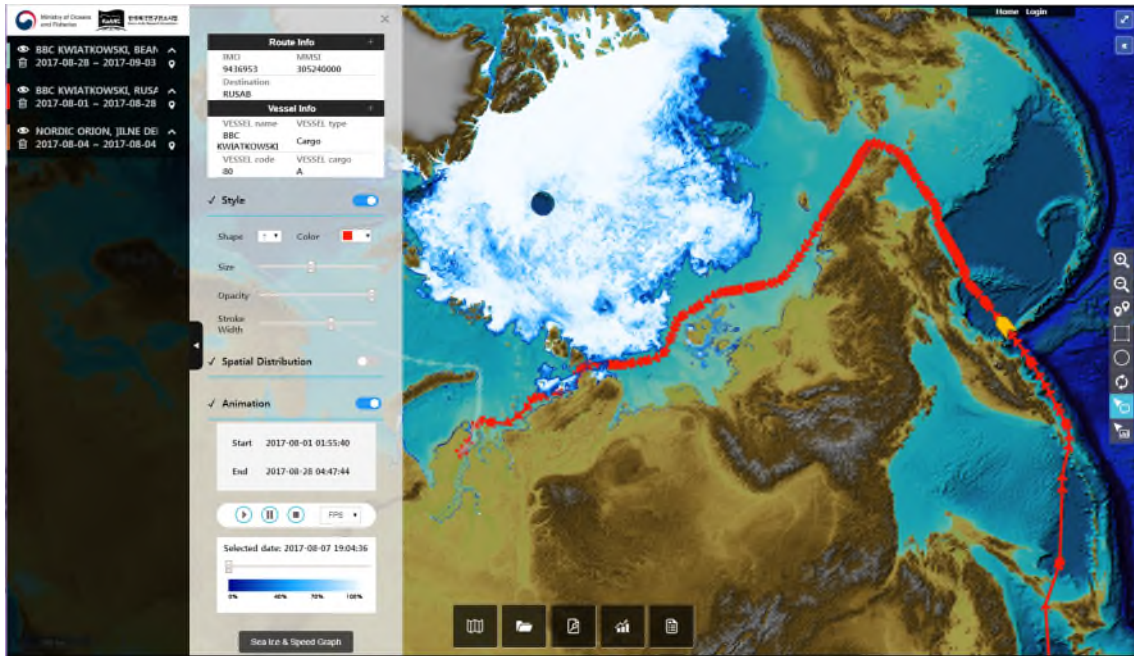 Ministry of Oceans
and Fisheries
Home Login
BBC KWIATKOWSKI, BEAN
2017-08-28 ~ 2017-09-03
BBC KWIATKOWSKI, RUSA
2017-08-01 ~ 2017-08-28
NORDIC ORION, JILNE DE
2017-08-04 ~ 2017-08-04
Route Info +
IMO MMSI
9436953 305240000
Destination
RUSAB
Vessel Info +
VESSEL name VESSEL type
BBC
KWIATKOWSKI Cargo
VESSEL code VESSEL cargo
80 A
✓ Style
Shape Color
Size
Opacity
Stroke
Width
✓ Spatial Distribution
✓ Animation
Start 2017-08-01 01:55:40
End 2017-08-28 04:47:44
FPS
Selected date: 2017-08-07 19:04:36
0% 40% 70% 100%
Sea Ice & Speed Graph